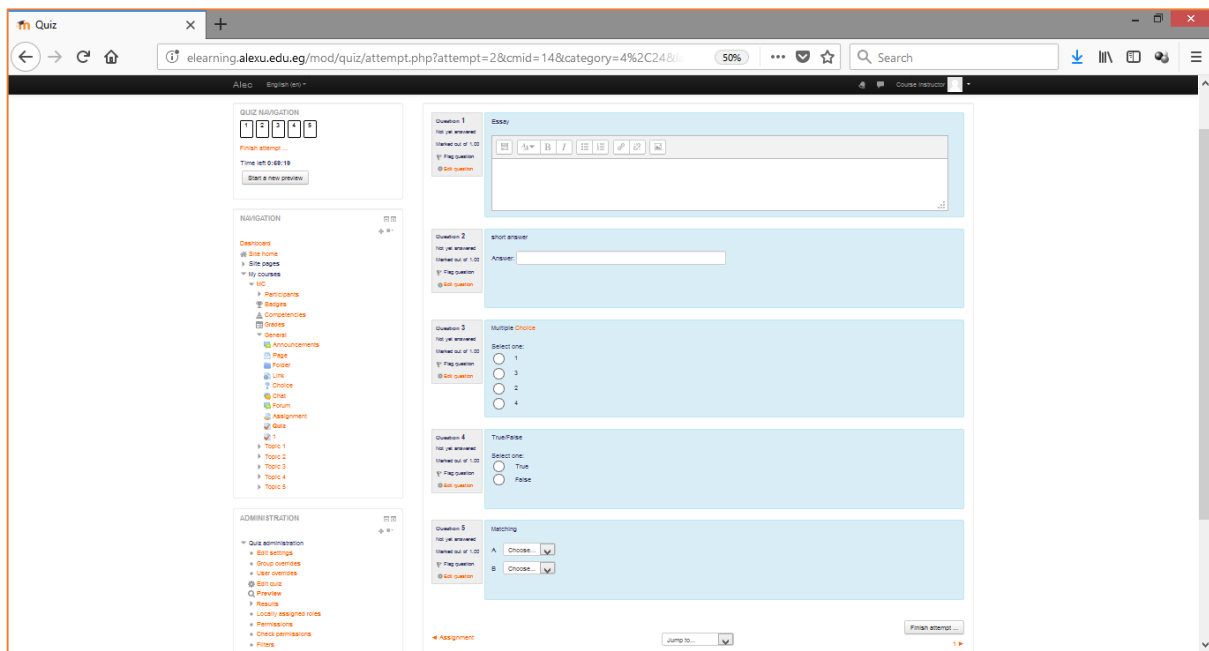 Quiz
elearning.alexu.edu.eg/mod/quiz/attempt.php?attempt=2&cmid=14&category=4%2C24&d
50%
Search
Alec English (en)
Course Instructor
QUIZ NAVIGATION
1 2 3 4 5
Finish attempt ...
Time left 0:59:19
Start a new preview
NAVIGATION
Dashboard
Site home
Site pages
My courses
MC
Participants
Badges
Competencies
Grades
General
Announcements
Page
Folder
Link
Choice
Chat
Forum
Assignment
Quiz
1
Topic 1
Topic 2
Topic 3
Topic 4
Topic 5
ADMINISTRATION
Quiz administration
Edit settings
Group overrides
User overrides
Edit quiz
Preview
Results
Locally assigned roles
Permissions
Check permissions
Filters
Question 1
Not yet answered
Marked out of 1.00
Flag question
Edit question
Essay
Question 2
Not yet answered
Marked out of 1.00
Flag question
Edit question
short answer
Answer:
Question 3
Not yet answered
Marked out of 1.00
Flag question
Edit question
Multiple Choice
Select one:
1
3
2
4
Question 4
Not yet answered
Marked out of 1.00
Flag question
Edit question
True/False
Select one:
True
False
Question 5
Not yet answered
Marked out of 1.00
Flag question
Edit question
Matching
A Choose...
B Choose...
Finish attempt ...
Assignment
Jump to...
1